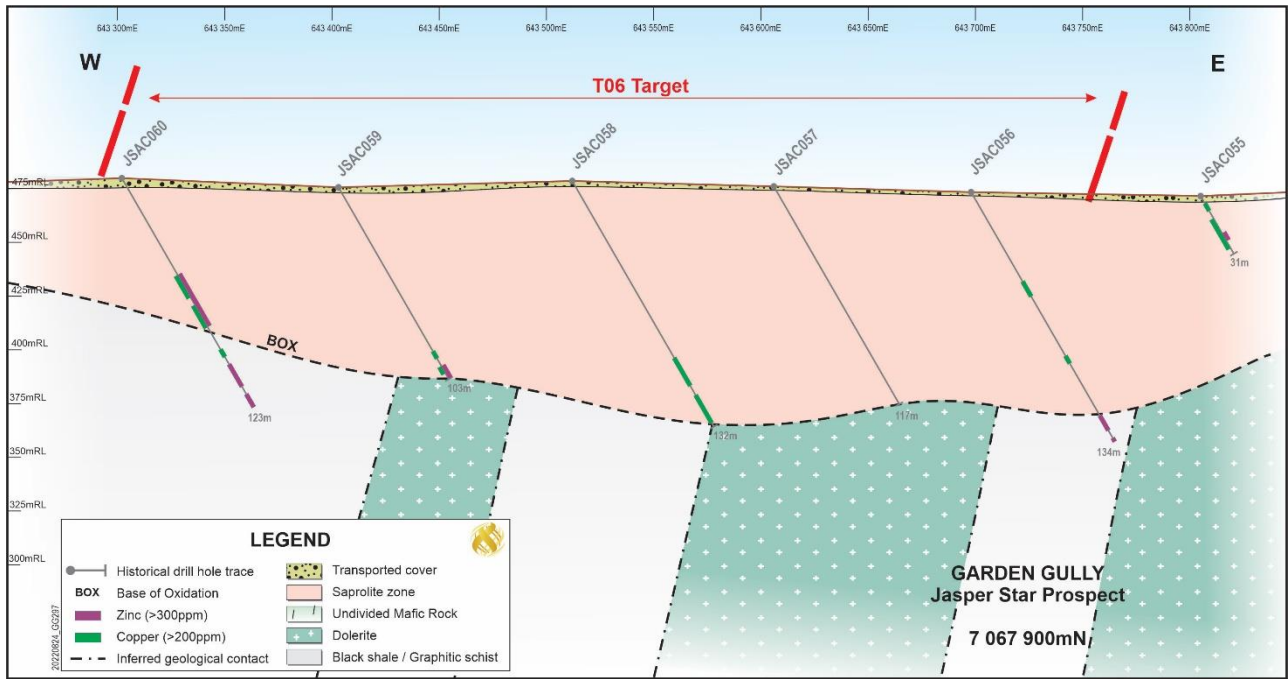 643 300mE 643 350mE 643 400mE 643 450mE 643 500mE 643 550mE 643 600mE 643 650mE 643 700mE 643 750mE 643 800mE
W E
T06 Target
JSAC060 JSAC059 JSAC058 JSAC057 JSAC056 JSAC055
475mRL
450mRL
31m
425mRL
400mRL
BOX
375mRL
103m
123m
117m
132m
134m
350mRL
325mRL
300mRL
LEGEND
Historical drill hole trace
BOX Base of Oxidation
Zinc (>300ppm)
Copper (>200ppm)
Inferred geological contact
Transported cover
Saprolite zone
Undivided Mafic Rock
Dolerite
Black shale / Graphitic schist
20220824_GG297
GARDEN GULLY
Jasper Star Prospect
7 067 900mN